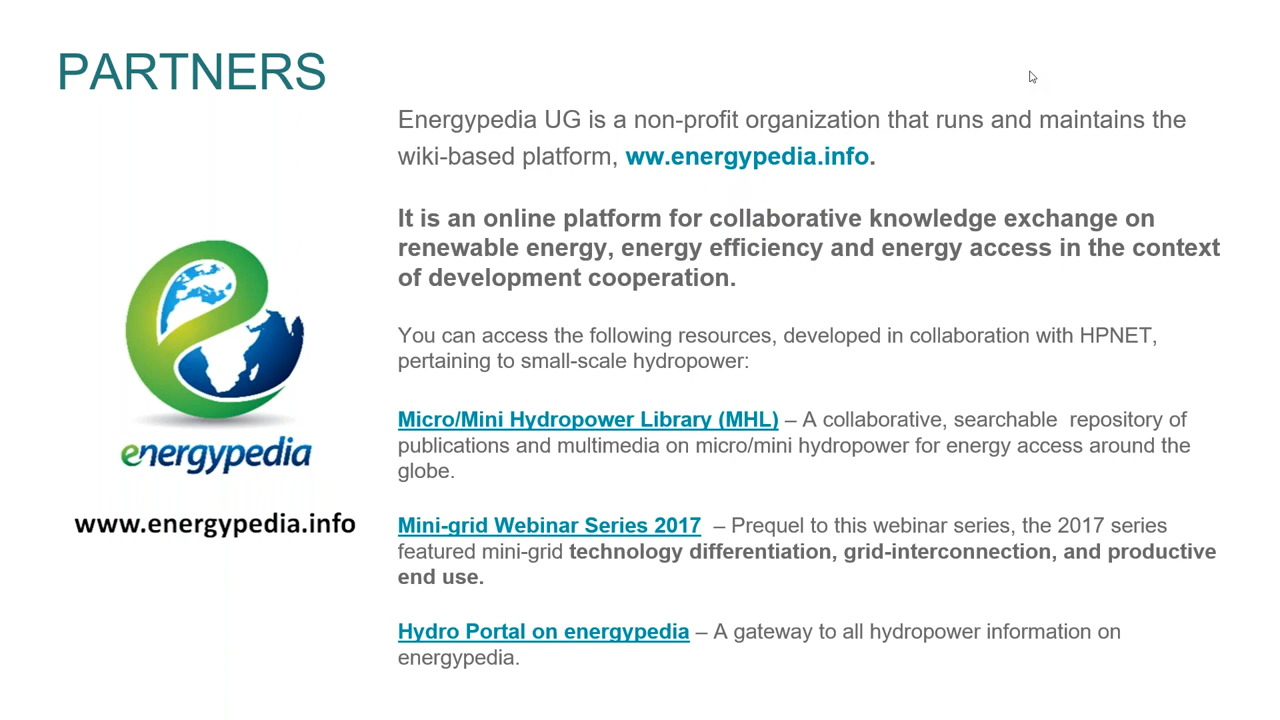 PARTNERS
Energypedia UG is a non-profit organization that runs and maintains the
wiki-based platform, ww.energypedia.info.
It is an online platform for collaborative knowledge exchange on
renewable energy, energy efficiency and energy access in the context
of development cooperation.
You can access the following resources, developed in collaboration with HPNET,
pertaining to small-scale hydropower:
Micro/Mini Hydropower Library (MHL) – A collaborative, searchable repository of
publications and multimedia on micro/mini hydropower for energy access around the
globe.
Mini-grid Webinar Series 2017 – Prequel to this webinar series, the 2017 series
featured mini-grid technology differentiation, grid-interconnection, and productive
end use.
Hydro Portal on energypedia – A gateway to all hydropower information on
energypedia.
energypedia
www.energypedia.info